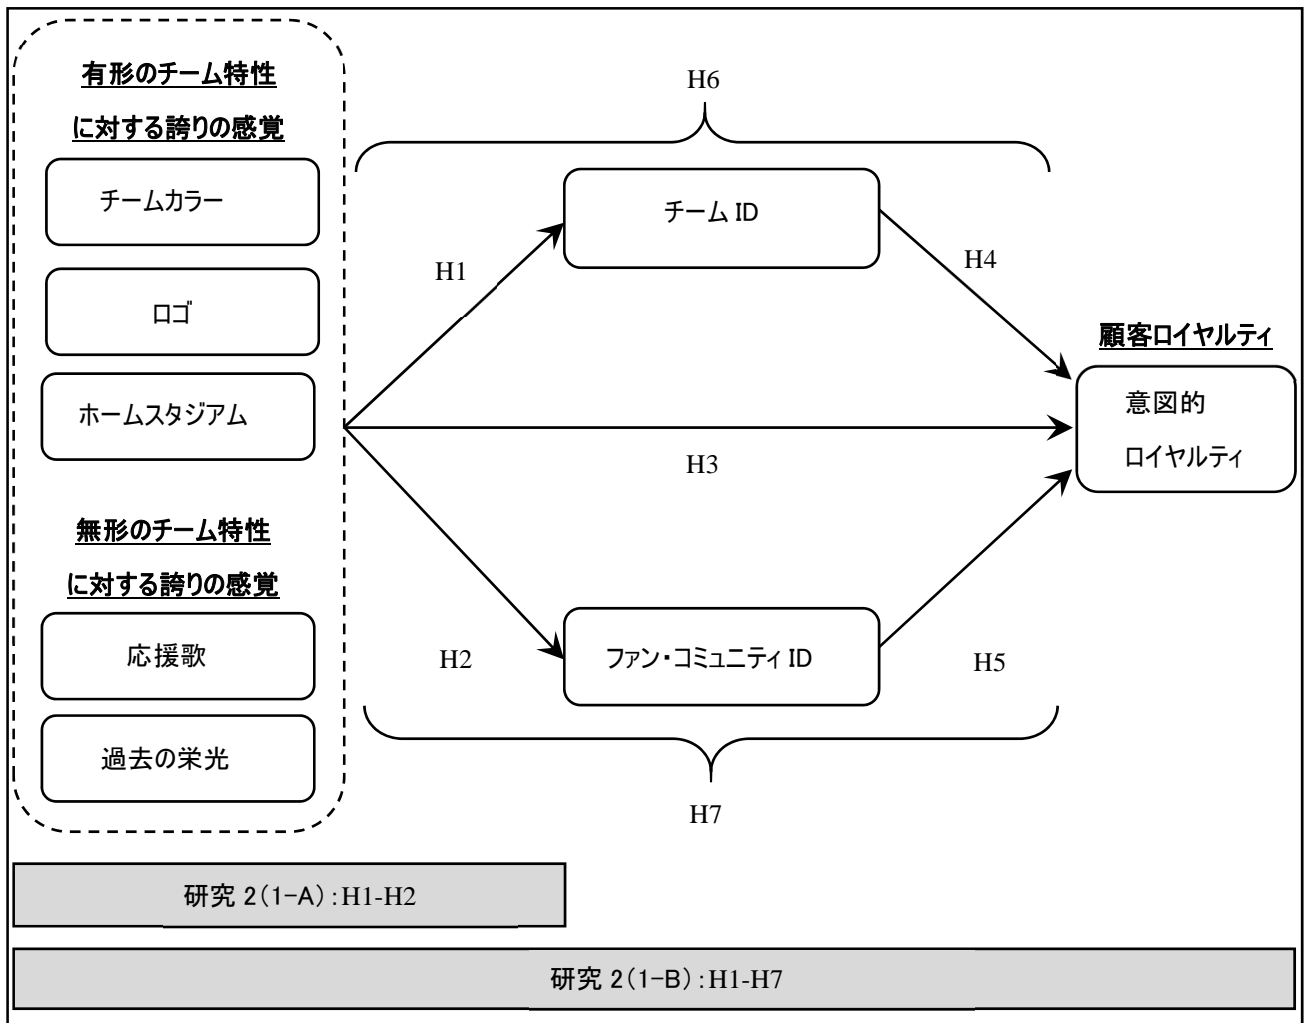 有形のチーム特性
に対する誇りの感覚
チームカラー
ロゴ
ホームスタジアム
無形のチーム特性
に対する誇りの感覚
応援歌
過去の栄光
H6
チーム ID
H1
H4
H3
顧客ロイヤルティ
意図的
ロイヤルティ
H2
ファン・コミュニティ ID
H5
H7
研究 2(1-A):H1-H2
研究 2(1-B):H1-H7